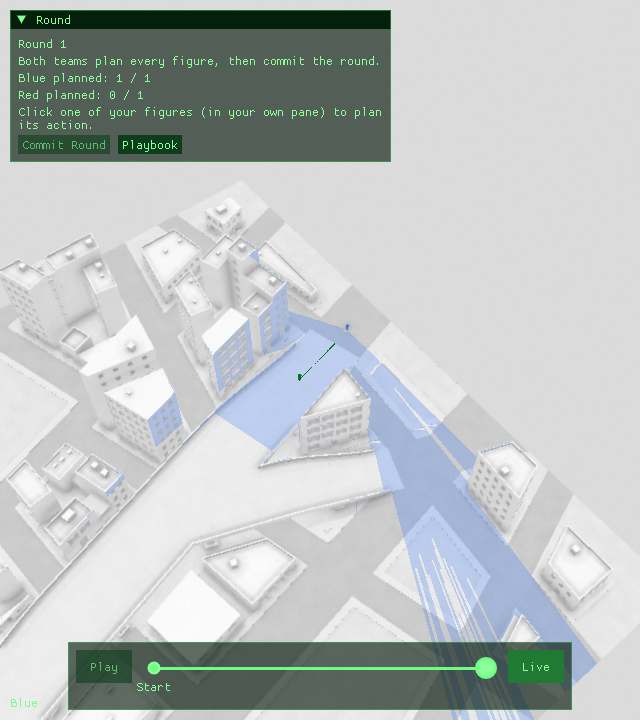 Round
Round 1
Both teams plan every figure, then commit the round.
Blue planned: 1 / 1
Red planned: 0 / 1
Click one of your figures (in your own pane) to plan
its action.
Commit Round Playbook
Play Live
Start
Blue